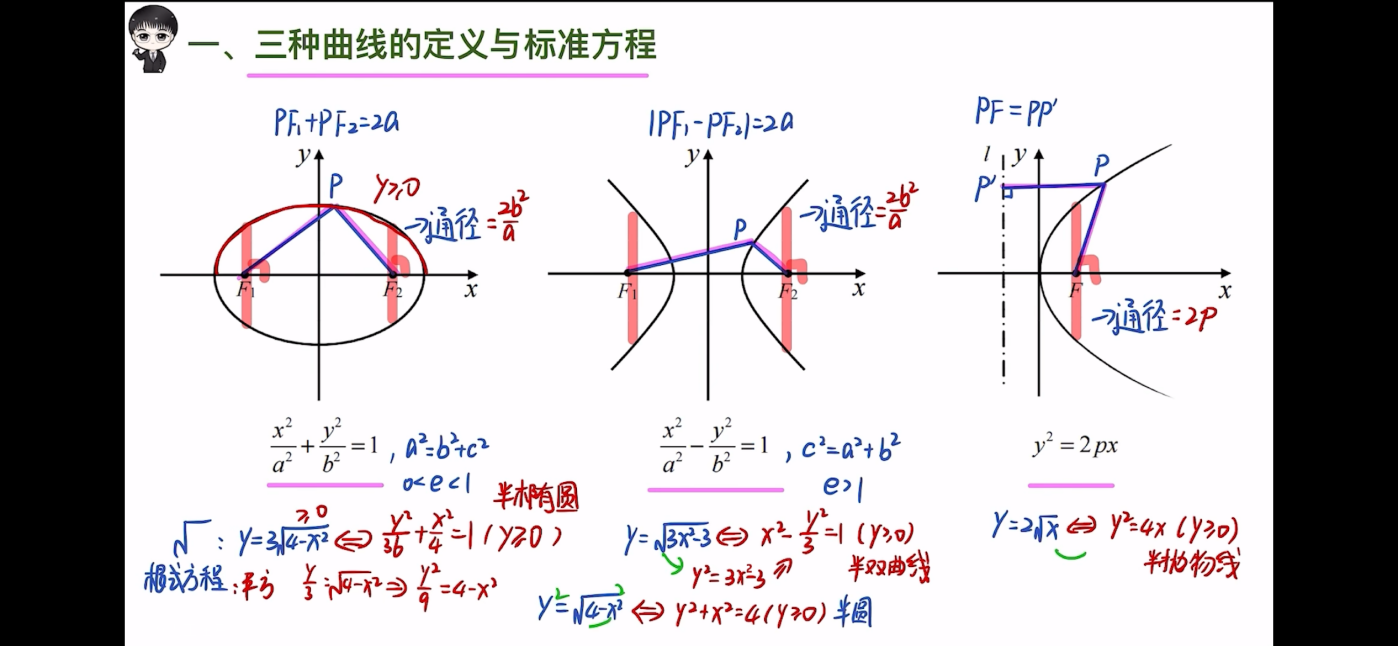 一、三种曲线的定义与标准方程
PF₁+PF₂=2a
|PF₁-PF₂|=2a
PF=PP'
y
P
y≥0
→通径=2b²/a
F₁
F₂
x
y
P
→通径=2b²/a
F₁
F₂
x
l
y
P'
P
F
x
→通径=2P
x²/a²+y²/b²=1, a²=b²+c²
0<e<1
x²/a²-y²/b²=1, c²=a²+b²
e>1
y²=2px
半椭圆
≥0
√ : y=3√(4-x²) ⇔ y²/36+x²/4=1 (y≥0)
根式方程:平方 y/3=√(4-x²) ⇒ y²/9=4-x²
y=√(3x²-3) ⇔ x²-y²/3=1 (y≥0)
y²=3x²-3 ⇗ 半双曲线
y=√(4-x²) ⇔ y²+x²=4(y≥0) 半圆
2 2
y=2√x ⇔ y²=4x (y≥0)
半抛物线